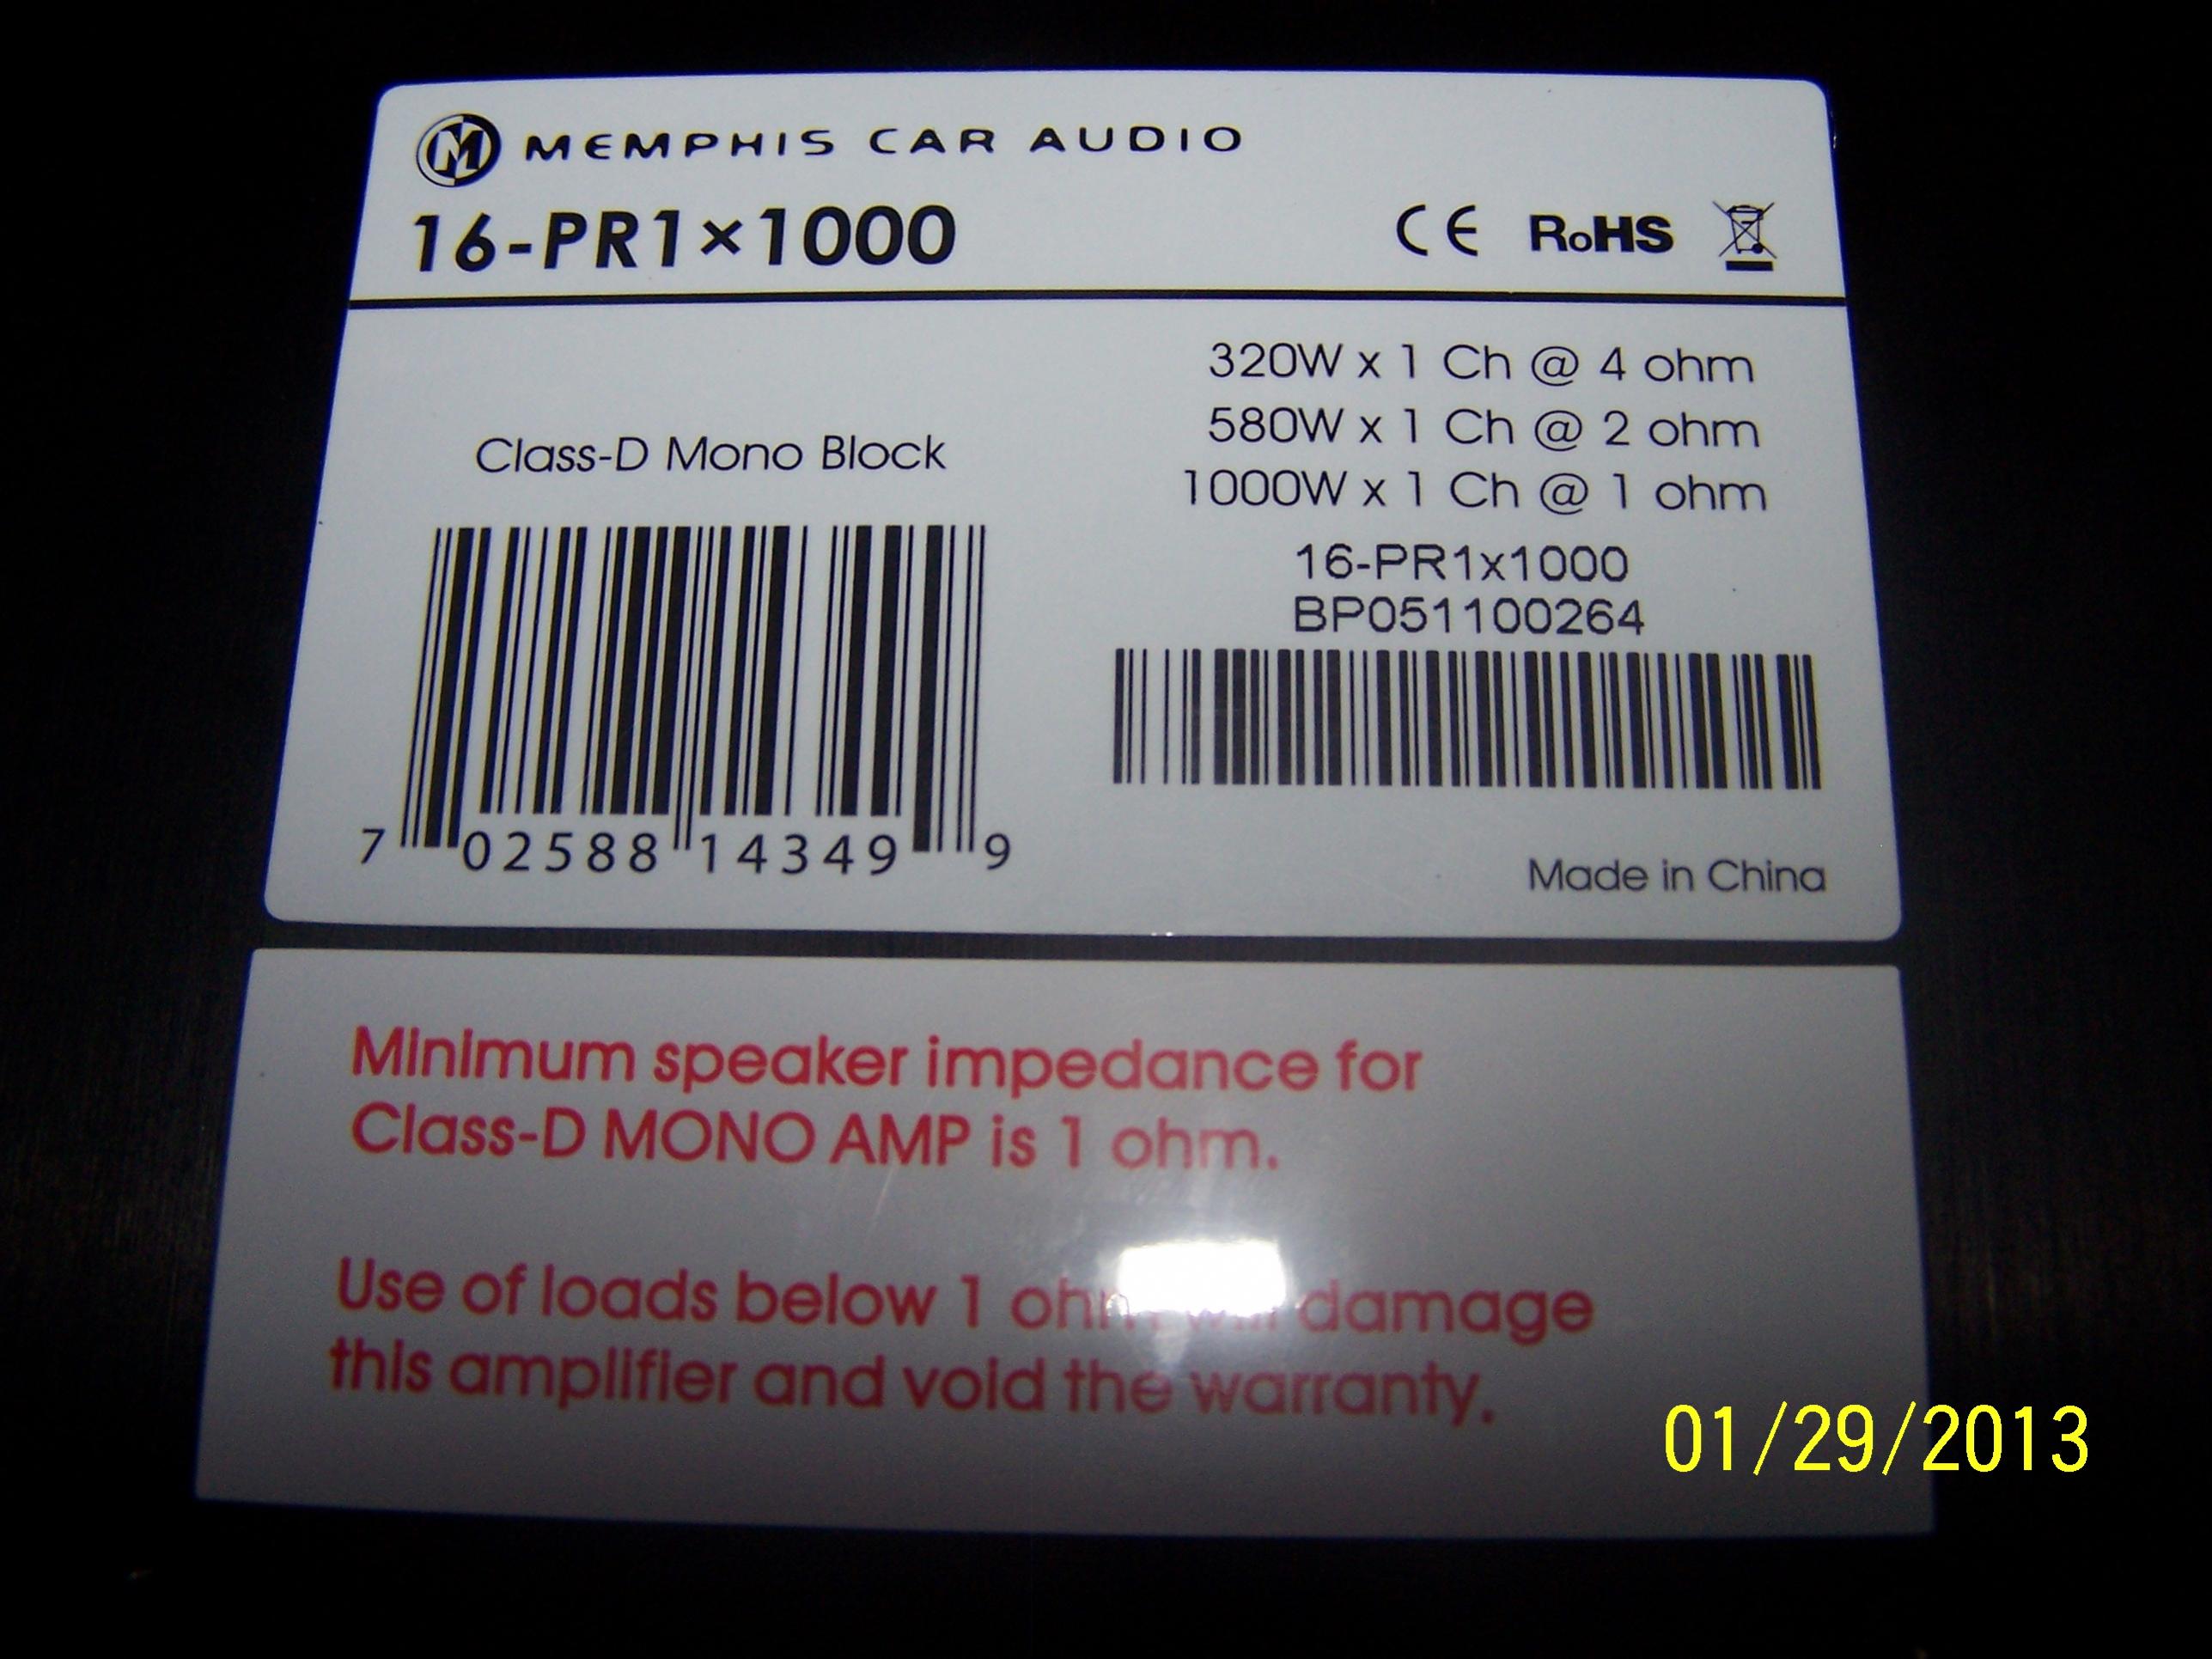 MEMPHIS CAR AUDIO
16-PR1×1000
CE RoHS
Class-D Mono Block
320W x 1 Ch @ 4 ohm
580W x 1 Ch @ 2 ohm
1000W x 1 Ch @ 1 ohm
16-PR1x1000
BP051100264
7 02588 14349 9
Made in China
Minimum speaker impedance for
Class-D MONO AMP is 1 ohm.
Use of loads below 1 damage
this amplifier and void the warranty.
01/29/2013